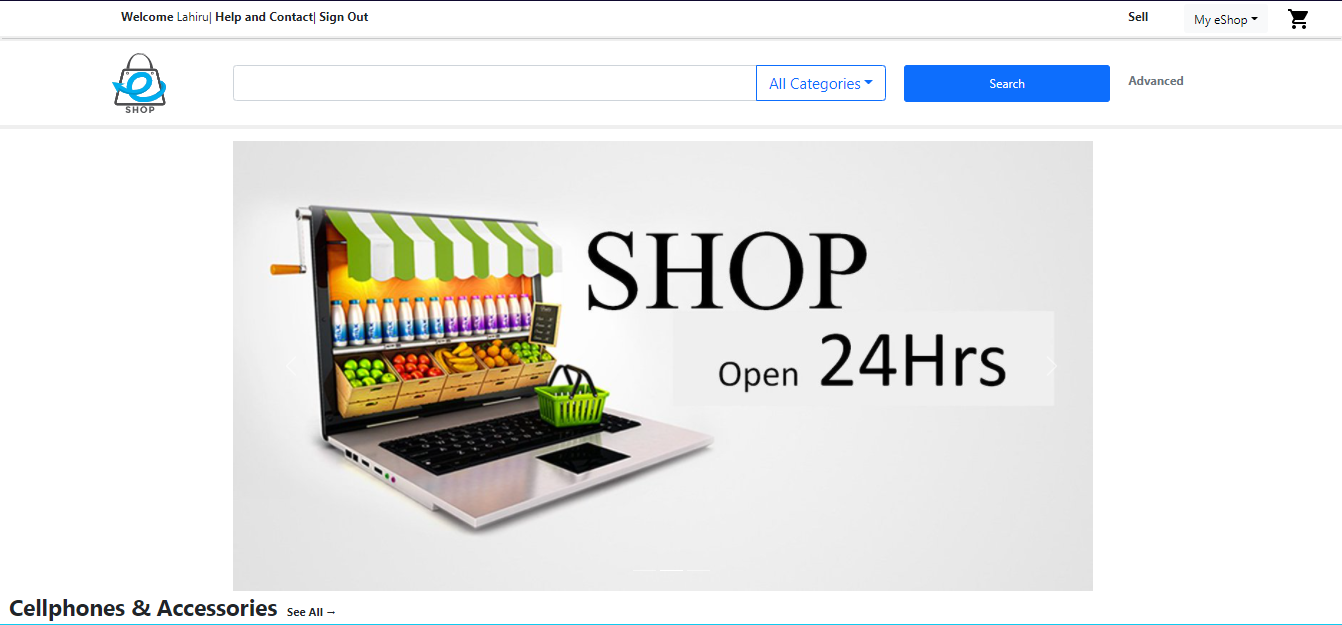 Welcome Lahiru| Help and Contact| Sign Out
Sell
My eShop
e
SHOP
All Categories
Search
Advanced
SHOP
Open 24Hrs
Cellphones & Accessories See All →